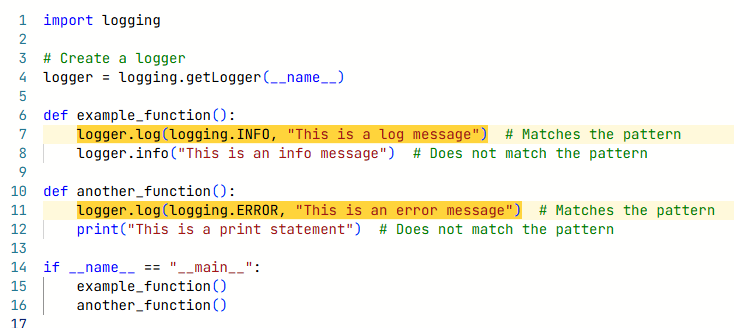 1 import logging
2
3 # Create a logger
4 logger = logging.getLogger(__name__)
5
6 def example_function():
7     logger.log(logging.INFO, "This is a log message")  # Matches the pattern
8     logger.info("This is an info message")  # Does not match the pattern
9
10 def another_function():
11     logger.log(logging.ERROR, "This is an error message")  # Matches the pattern
12     print("This is a print statement")  # Does not match the pattern
13
14 if __name__ == "__main__":
15     example_function()
16     another_function()
17